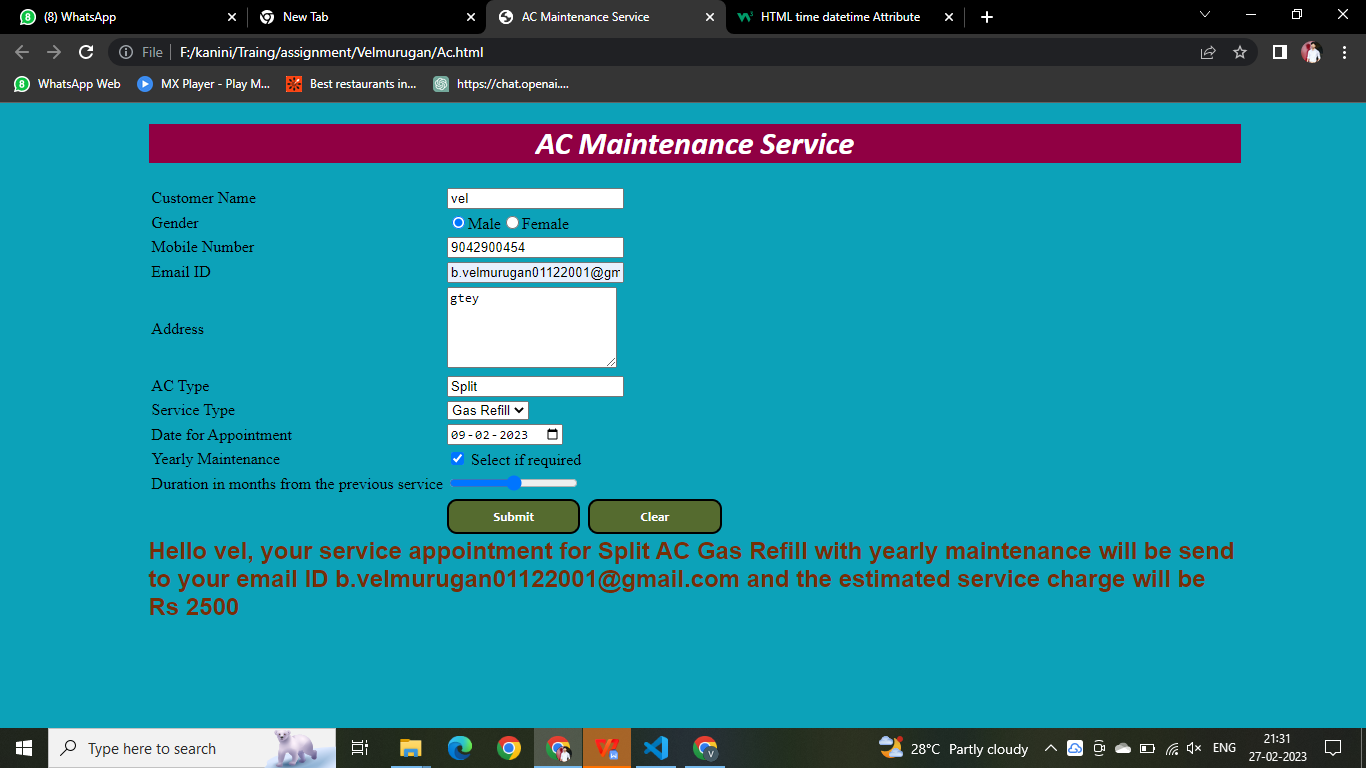 (8) WhatsApp
New Tab
AC Maintenance Service
HTML time datetime Attribute
File F:/kanini/Traing/assignment/Velmurugan/Ac.html
WhatsApp Web
MX Player - Play M...
Best restaurants in...
https://chat.openai....
AC Maintenance Service
Customer Name vel
Gender Male Female
Mobile Number 9042900454
Email ID b.velmurugan01122001@gm
Address gtey
AC Type Split
Service Type Gas Refill
Date for Appointment 09-02-2023
Yearly Maintenance Select if required
Duration in months from the previous service
Submit Clear
Hello vel, your service appointment for Split AC Gas Refill with yearly maintenance will be send
to your email ID b.velmurugan01122001@gmail.com and the estimated service charge will be
Rs 2500
Type here to search
28°C Partly cloudy
ENG
21:31
27-02-2023